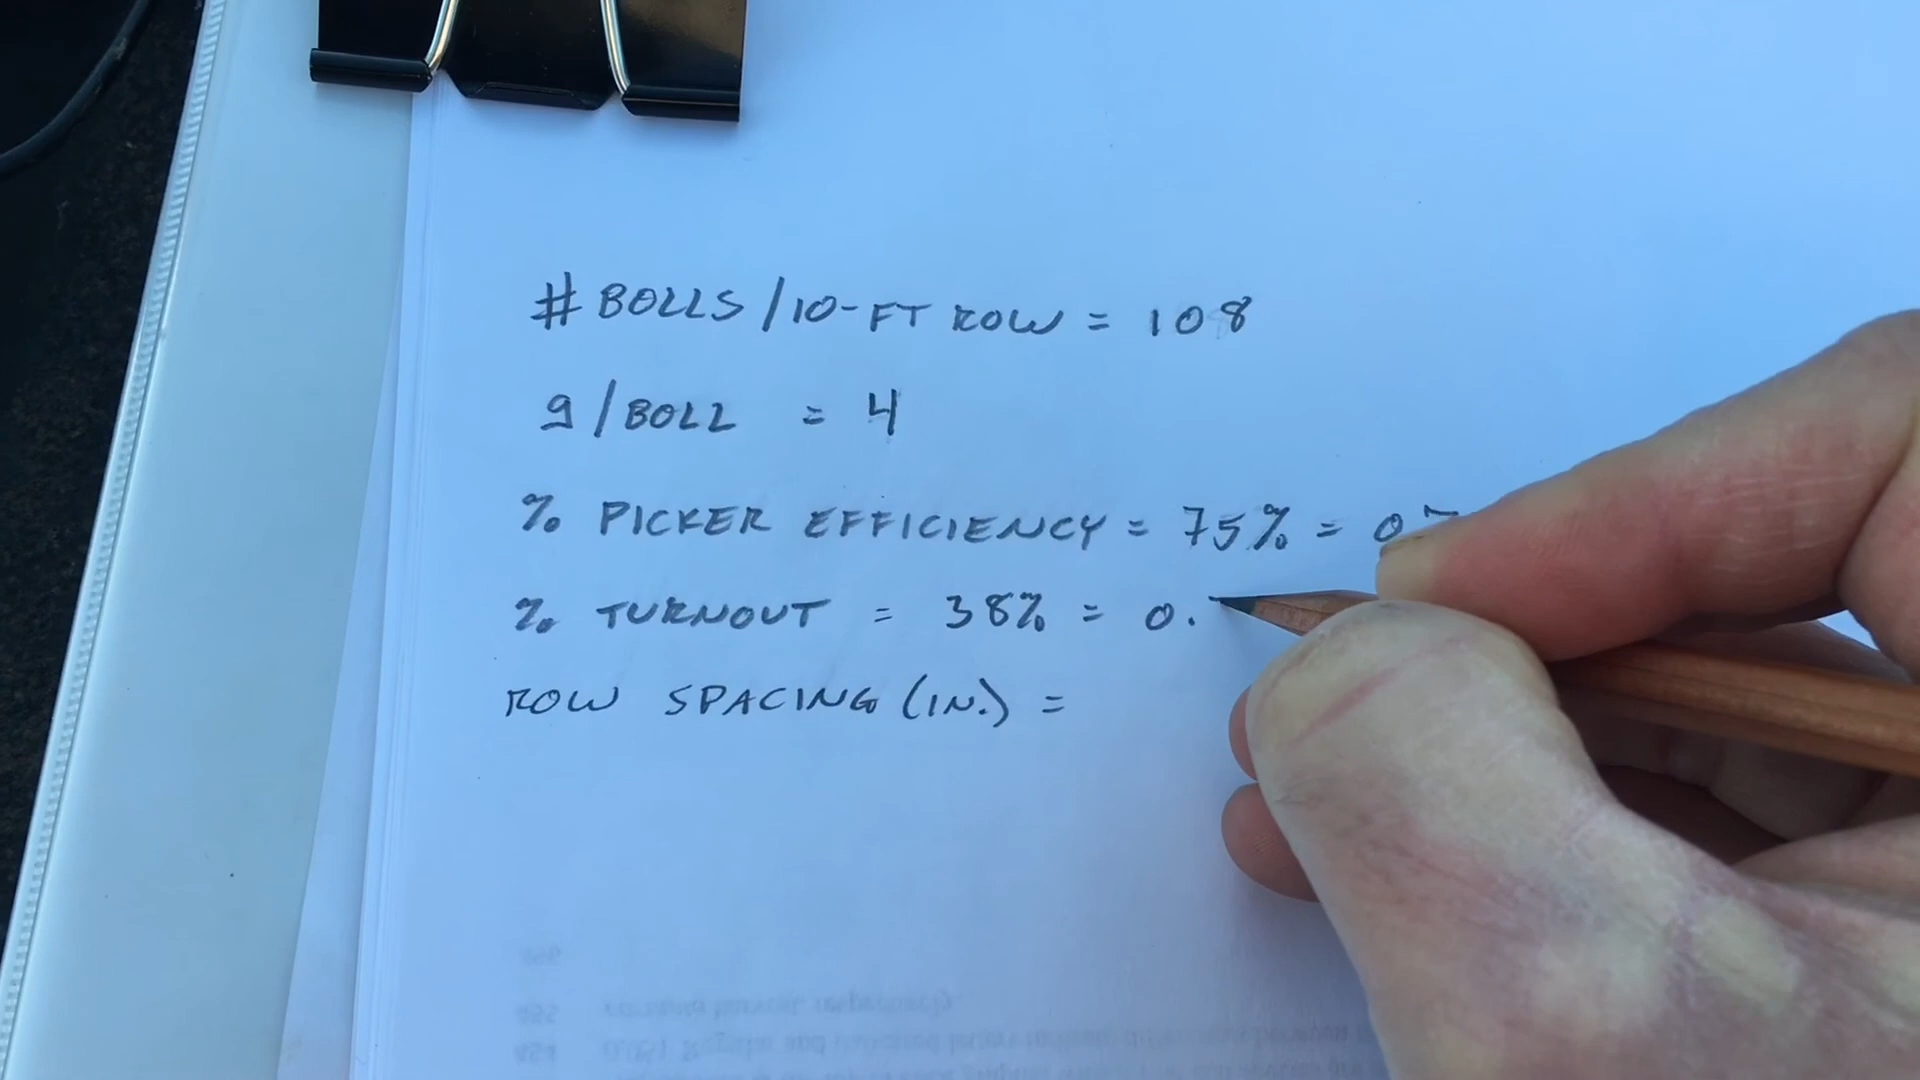 # BOLLS/10-FT ROW = 108
g/BOLL = 4
% PICKER EFFICIENCY = 75% =
% TURNOUT = 38% = 0.
ROW SPACING (IN.) =